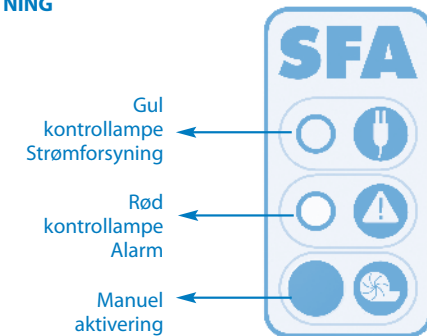 NING
SFA
Gul
kontrollampe
Strømforsyning
Rød
kontrollampe
Alarm
Manuel
aktivering